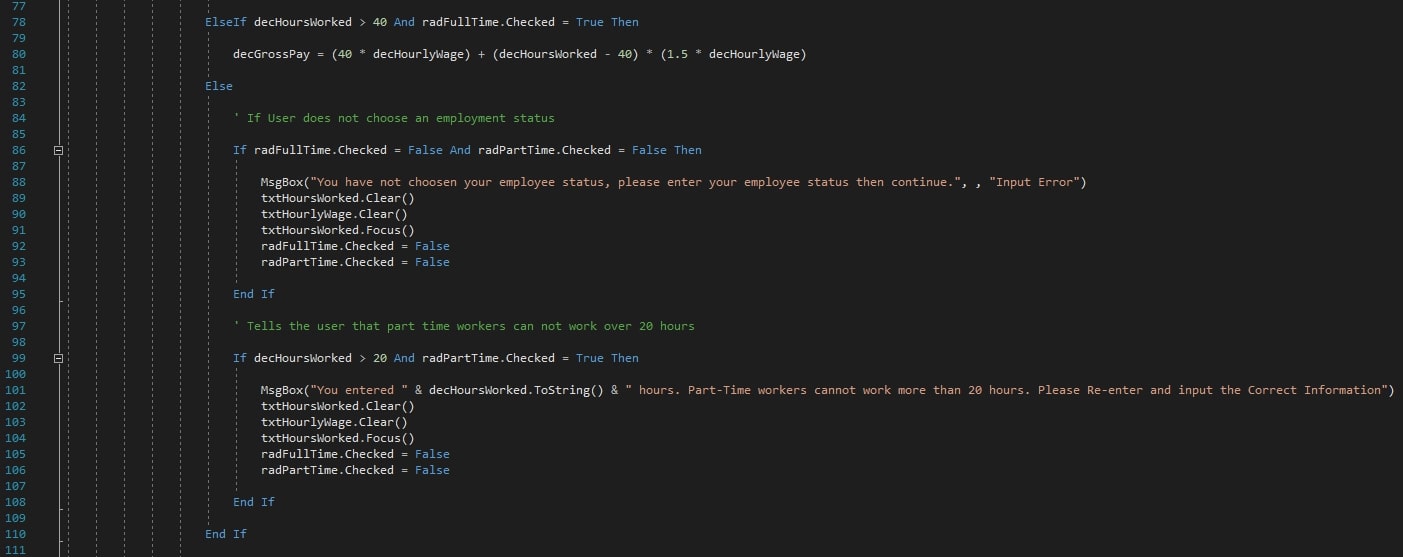 77
78 ElseIf decHoursWorked > 40 And radFullTime.Checked = True Then
79
80 decGrossPay = (40 * decHourlyWage) + (decHoursWorked - 40) * (1.5 * decHourlyWage)
81
82 Else
83
84 ' If User does not choose an employment status
85
86 If radFullTime.Checked = False And radPartTime.Checked = False Then
87
88 MsgBox("You have not choosen your employee status, please enter your employee status then continue.", , "Input Error")
89 txtHoursWorked.Clear()
90 txtHourlyWage.Clear()
91 txtHoursWorked.Focus()
92 radFullTime.Checked = False
93 radPartTime.Checked = False
94
95 End If
96
97 ' Tells the user that part time workers can not work over 20 hours
98
99 If decHoursWorked > 20 And radPartTime.Checked = True Then
100
101 MsgBox("You entered " & decHoursWorked.ToString() & " hours. Part-Time workers cannot work more than 20 hours. Please Re-enter and input the Correct Information")
102 txtHoursWorked.Clear()
103 txtHourlyWage.Clear()
104 txtHoursWorked.Focus()
105 radFullTime.Checked = False
106 radPartTime.Checked = False
107
108 End If
109
110 End If
111